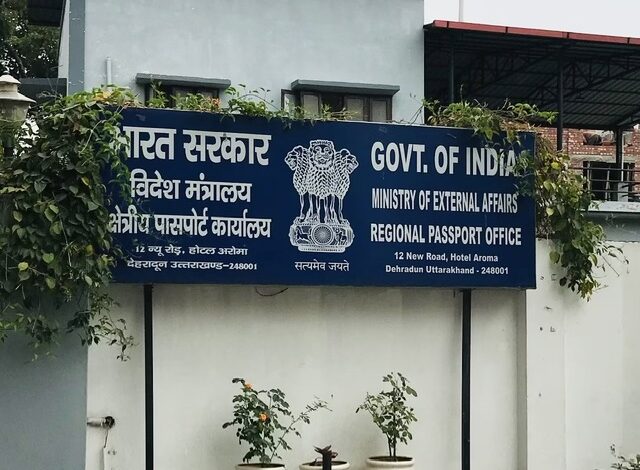 भारत सरकार
विदेश मंत्रालय
क्षेत्रीय पासपोर्ट कार्यालय
12 न्यू रोड़, होटल अरोमा
देहरादून उत्तराखण्ड-248001
सत्यमेव जयते
GOVT. OF INDIA
MINISTRY OF EXTERNAL AFFAIRS
REGIONAL PASSPORT OFFICE
12 New Road, Hotel Aroma
Dehradun Uttarakhand - 248001